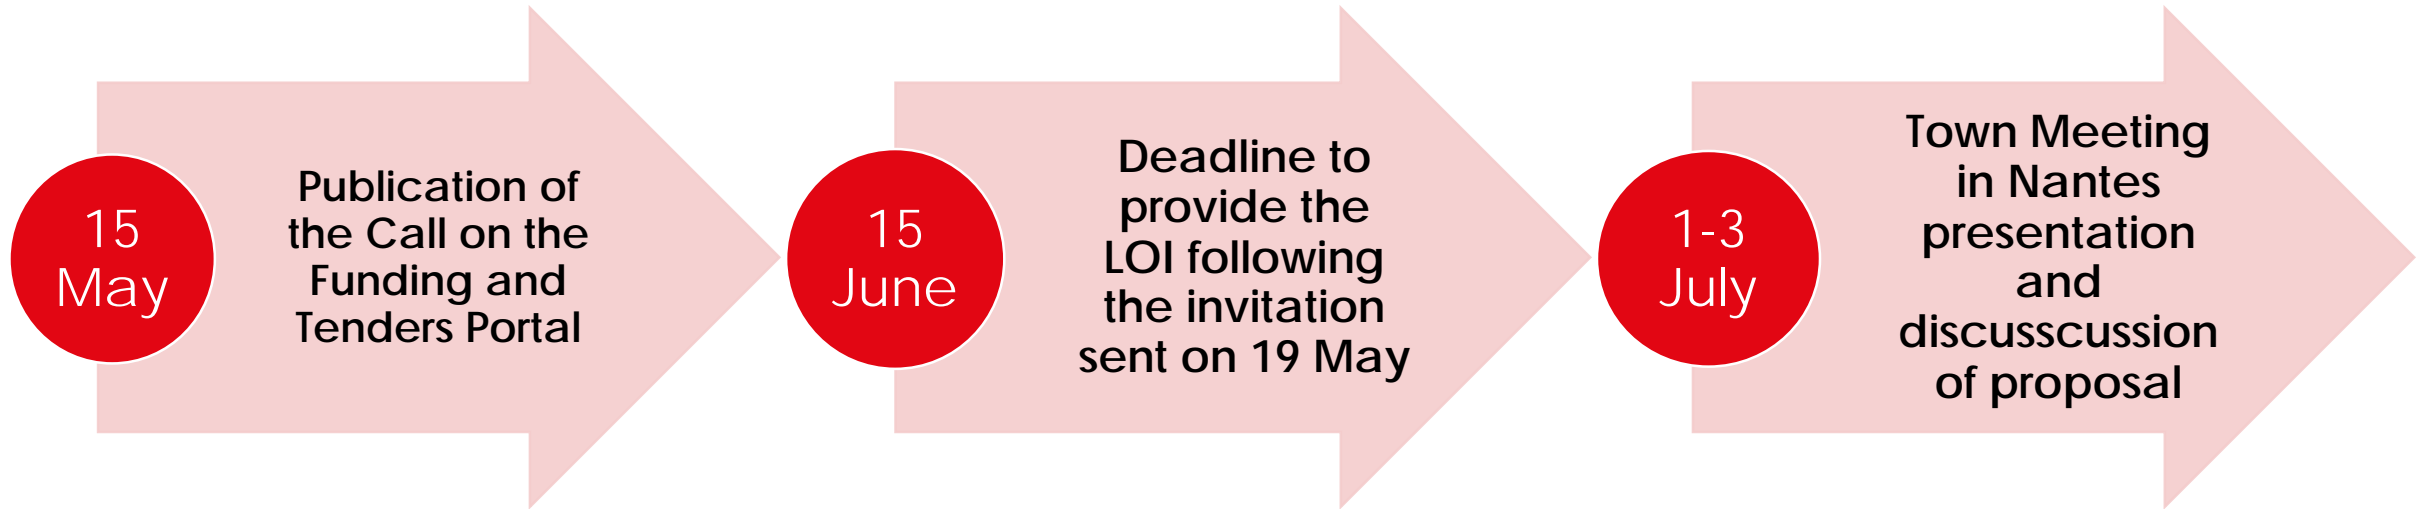 15
May
Publication of
the Call on the
Funding and
Tenders Portal
15
June
Deadline to
provide the
LOI following
the invitation
sent on 19 May
1-3
July
Town Meeting
in Nantes
presentation
and
discusscussion
of proposal